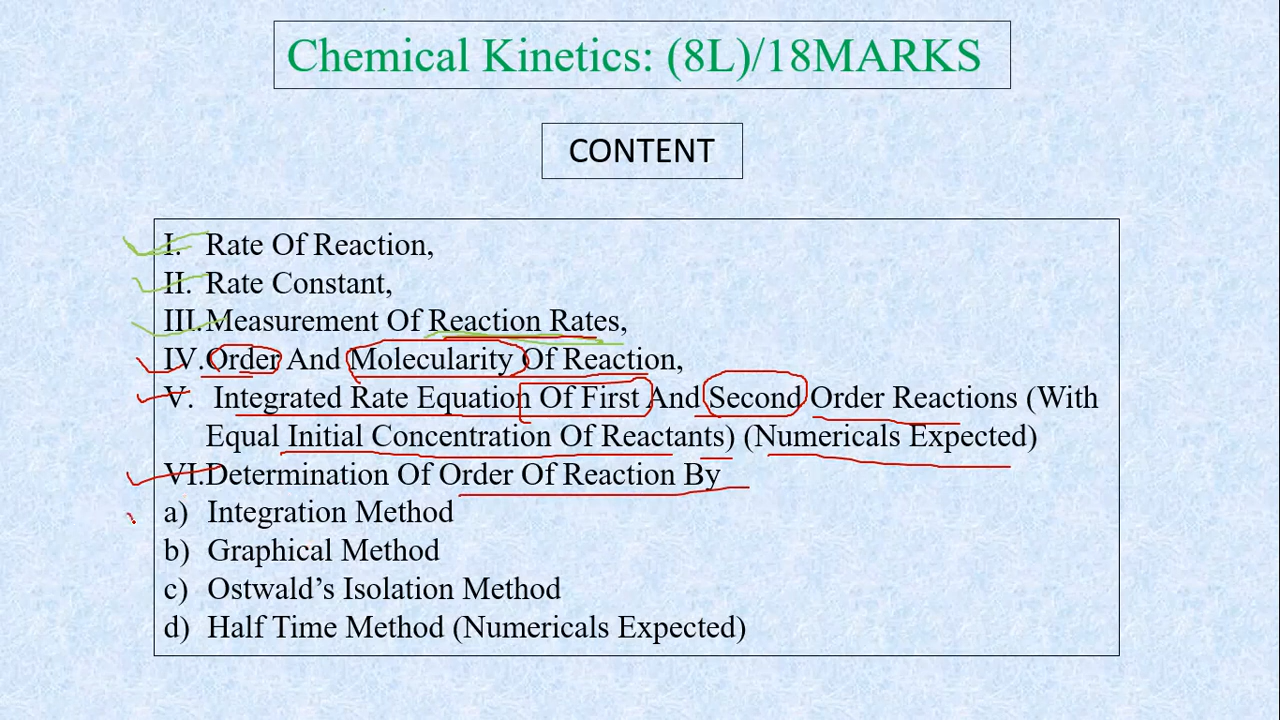 Chemical Kinetics: (8L)/18MARKS
CONTENT
I. Rate Of Reaction,
II. Rate Constant,
III. Measurement Of Reaction Rates,
IV. Order And Molecularity Of Reaction,
V. Integrated Rate Equation Of First And Second Order Reactions (With
Equal Initial Concentration Of Reactants) (Numericals Expected)
VI. Determination Of Order Of Reaction By
a) Integration Method
b) Graphical Method
c) Ostwald’s Isolation Method
d) Half Time Method (Numericals Expected)